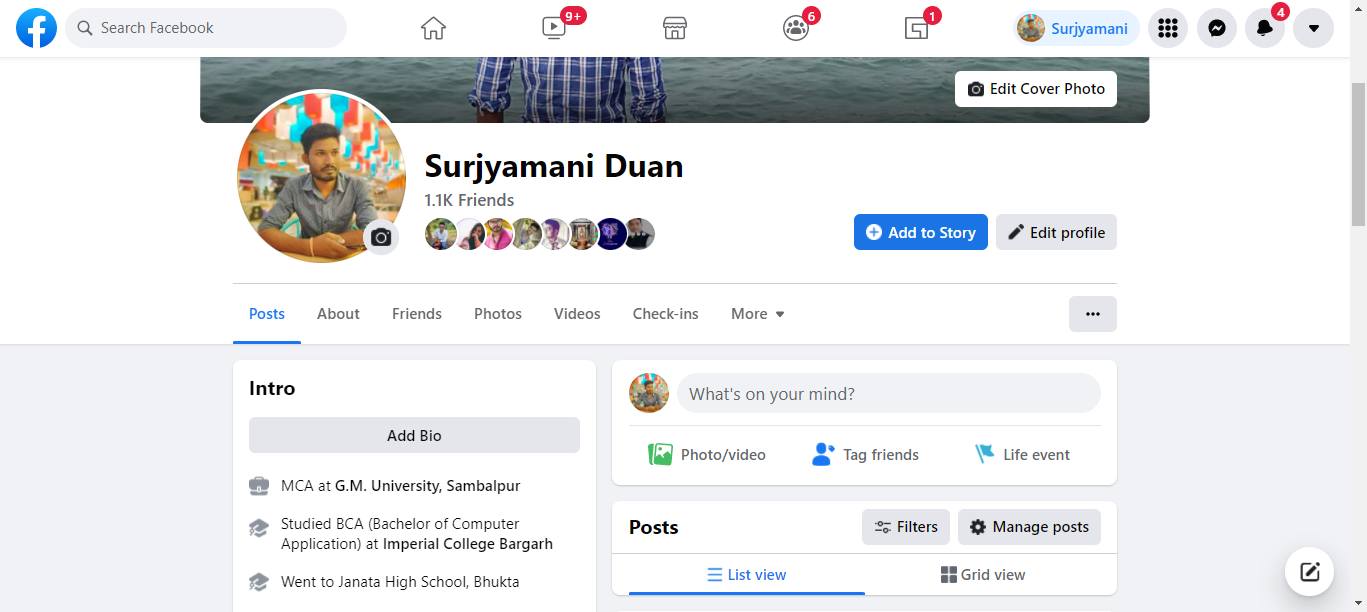 Search Facebook
9+
6
1
Surjyamani
4
Edit Cover Photo
Surjyamani Duan
1.1K Friends
Add to Story
Edit profile
Posts
About
Friends
Photos
Videos
Check-ins
More
Intro
Add Bio
MCA at G.M. University, Sambalpur
Studied BCA (Bachelor of Computer
Application) at Imperial College Bargarh
Went to Janata High School, Bhukta
What's on your mind?
Photo/video
Tag friends
Life event
Posts
Filters
Manage posts
List view
Grid view